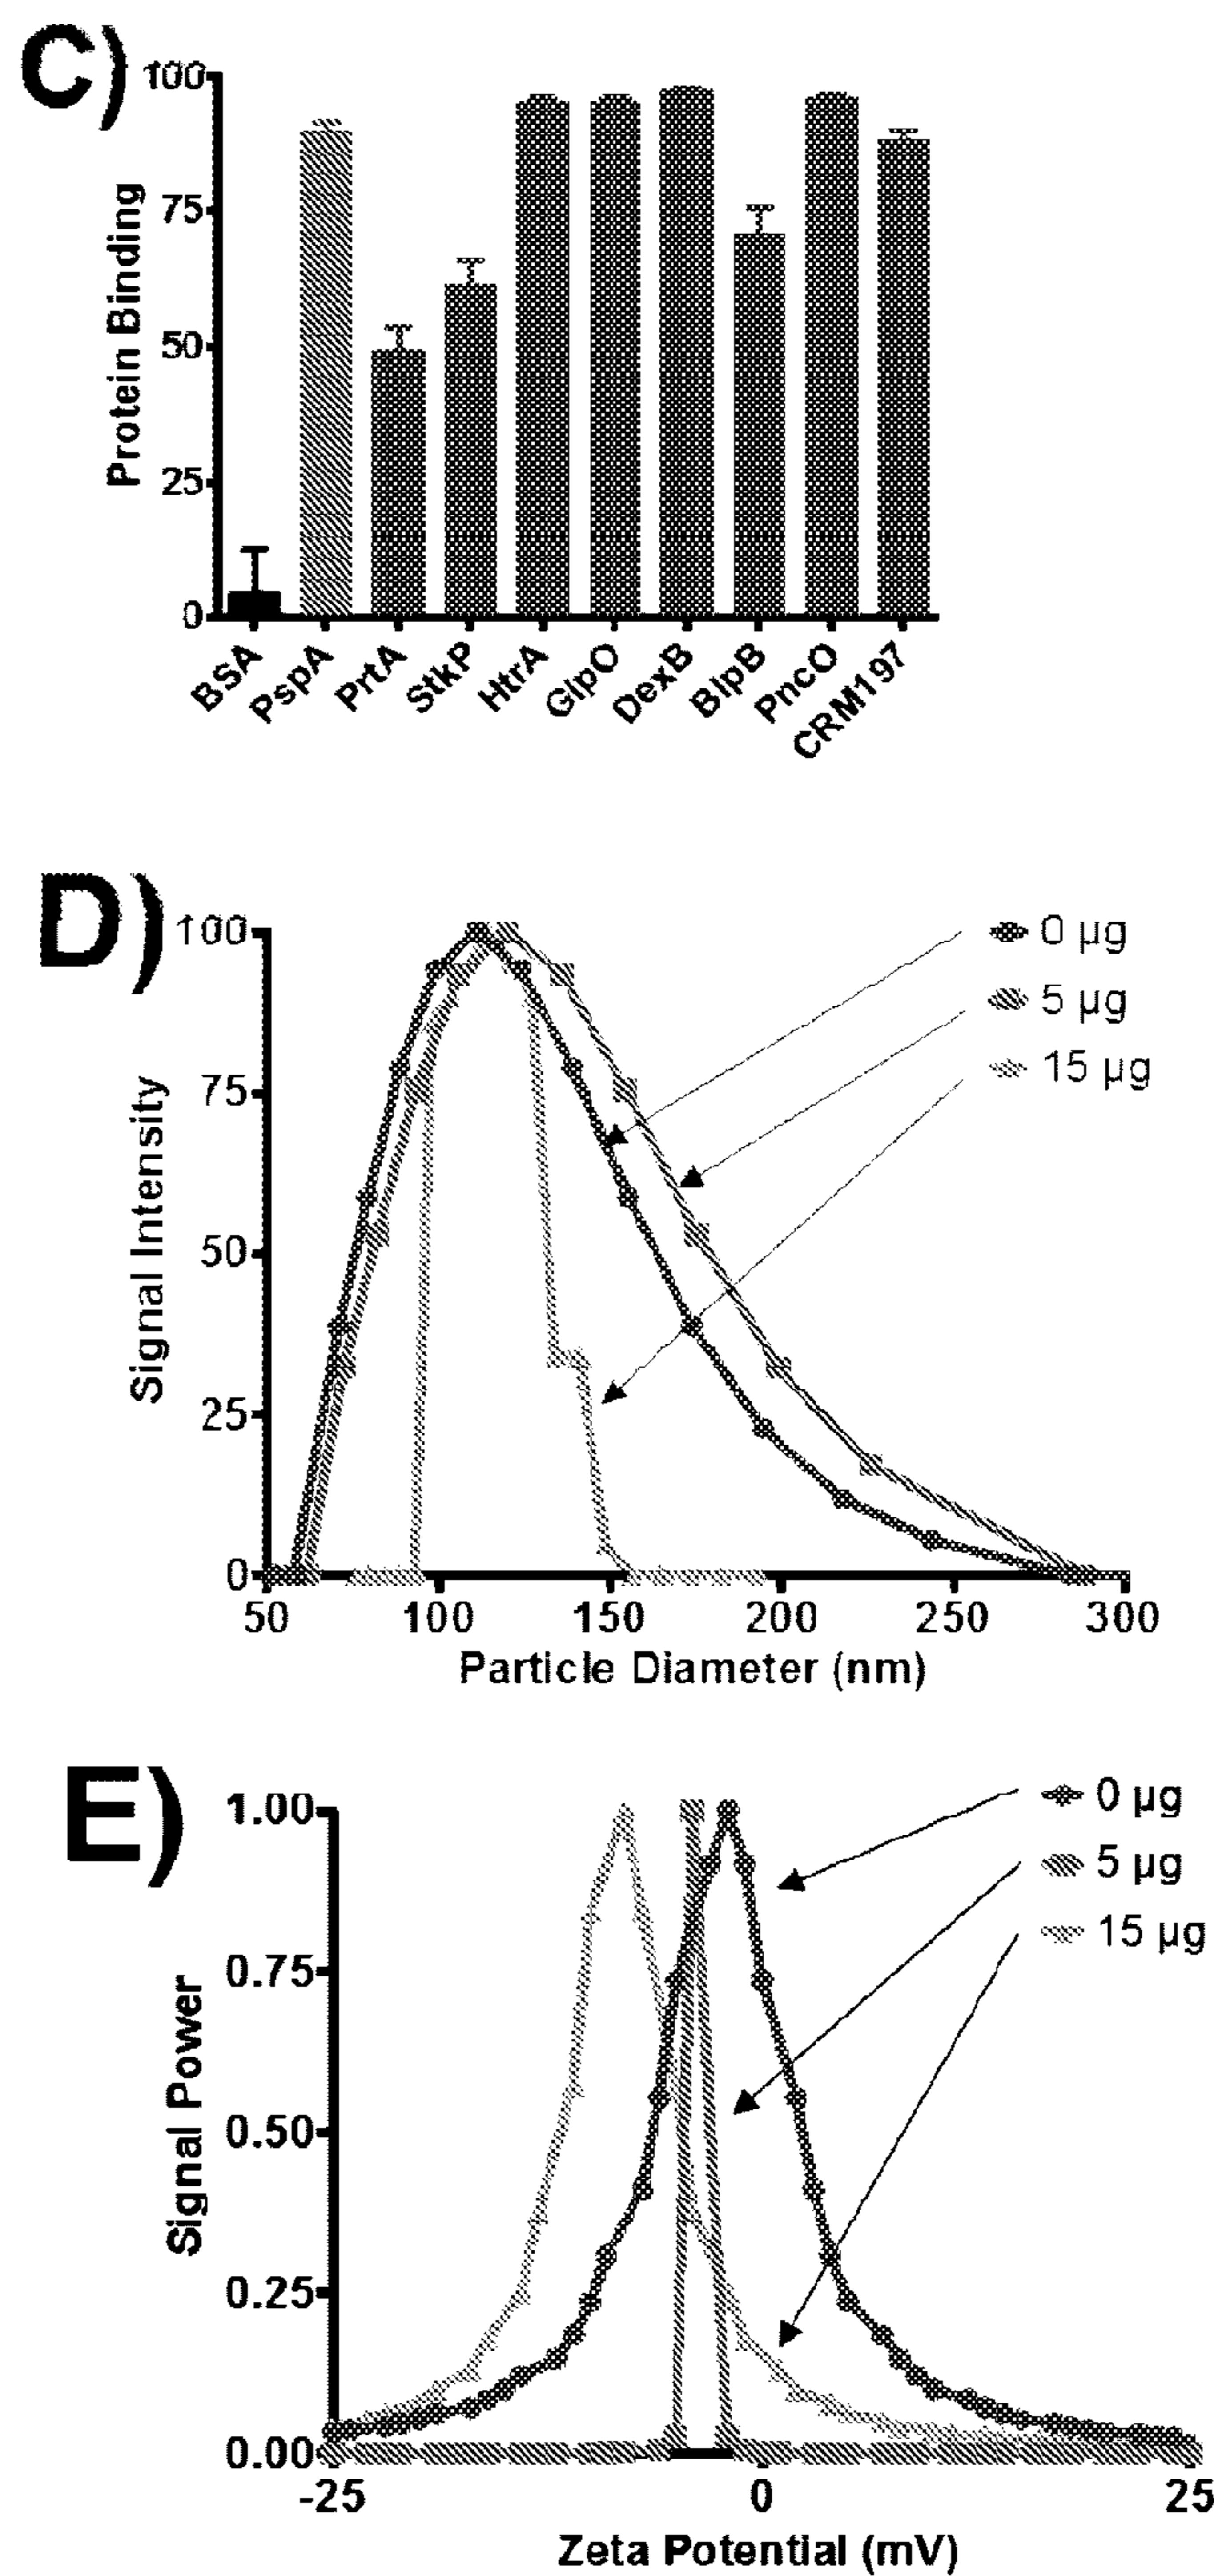 C)
Protein Binding
100
75
50
25
0
BSA
PspA
PrtA
StkP
HtrA
GlpO
DexB
BlpB
PncO
CRM197
D)
Signal Intensity
100
75
50
25
0
50 100 150 200 250 300
Particle Diameter (nm)
0 µg
5 µg
15 µg
E)
Signal Power
1.00
0.75
0.50
0.25
0.00
-25 0 25
Zeta Potential (mV)
0 µg
5 µg
15 µg